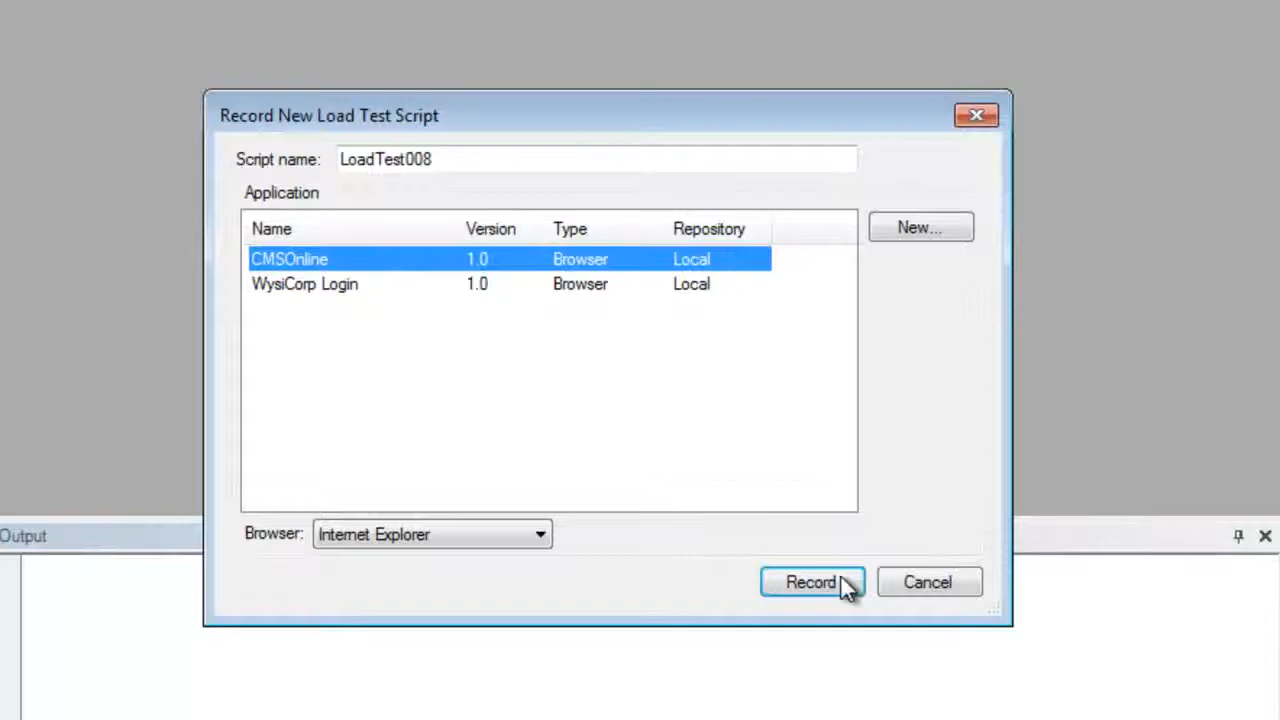 Record New Load Test Script
Script name: LoadTest008
Application
Name Version Type Repository
New...
CMSOnline 1.0 Browser Local
WysiCorp Login 1.0 Browser Local
Browser: Internet Explorer
Output
Record Cancel